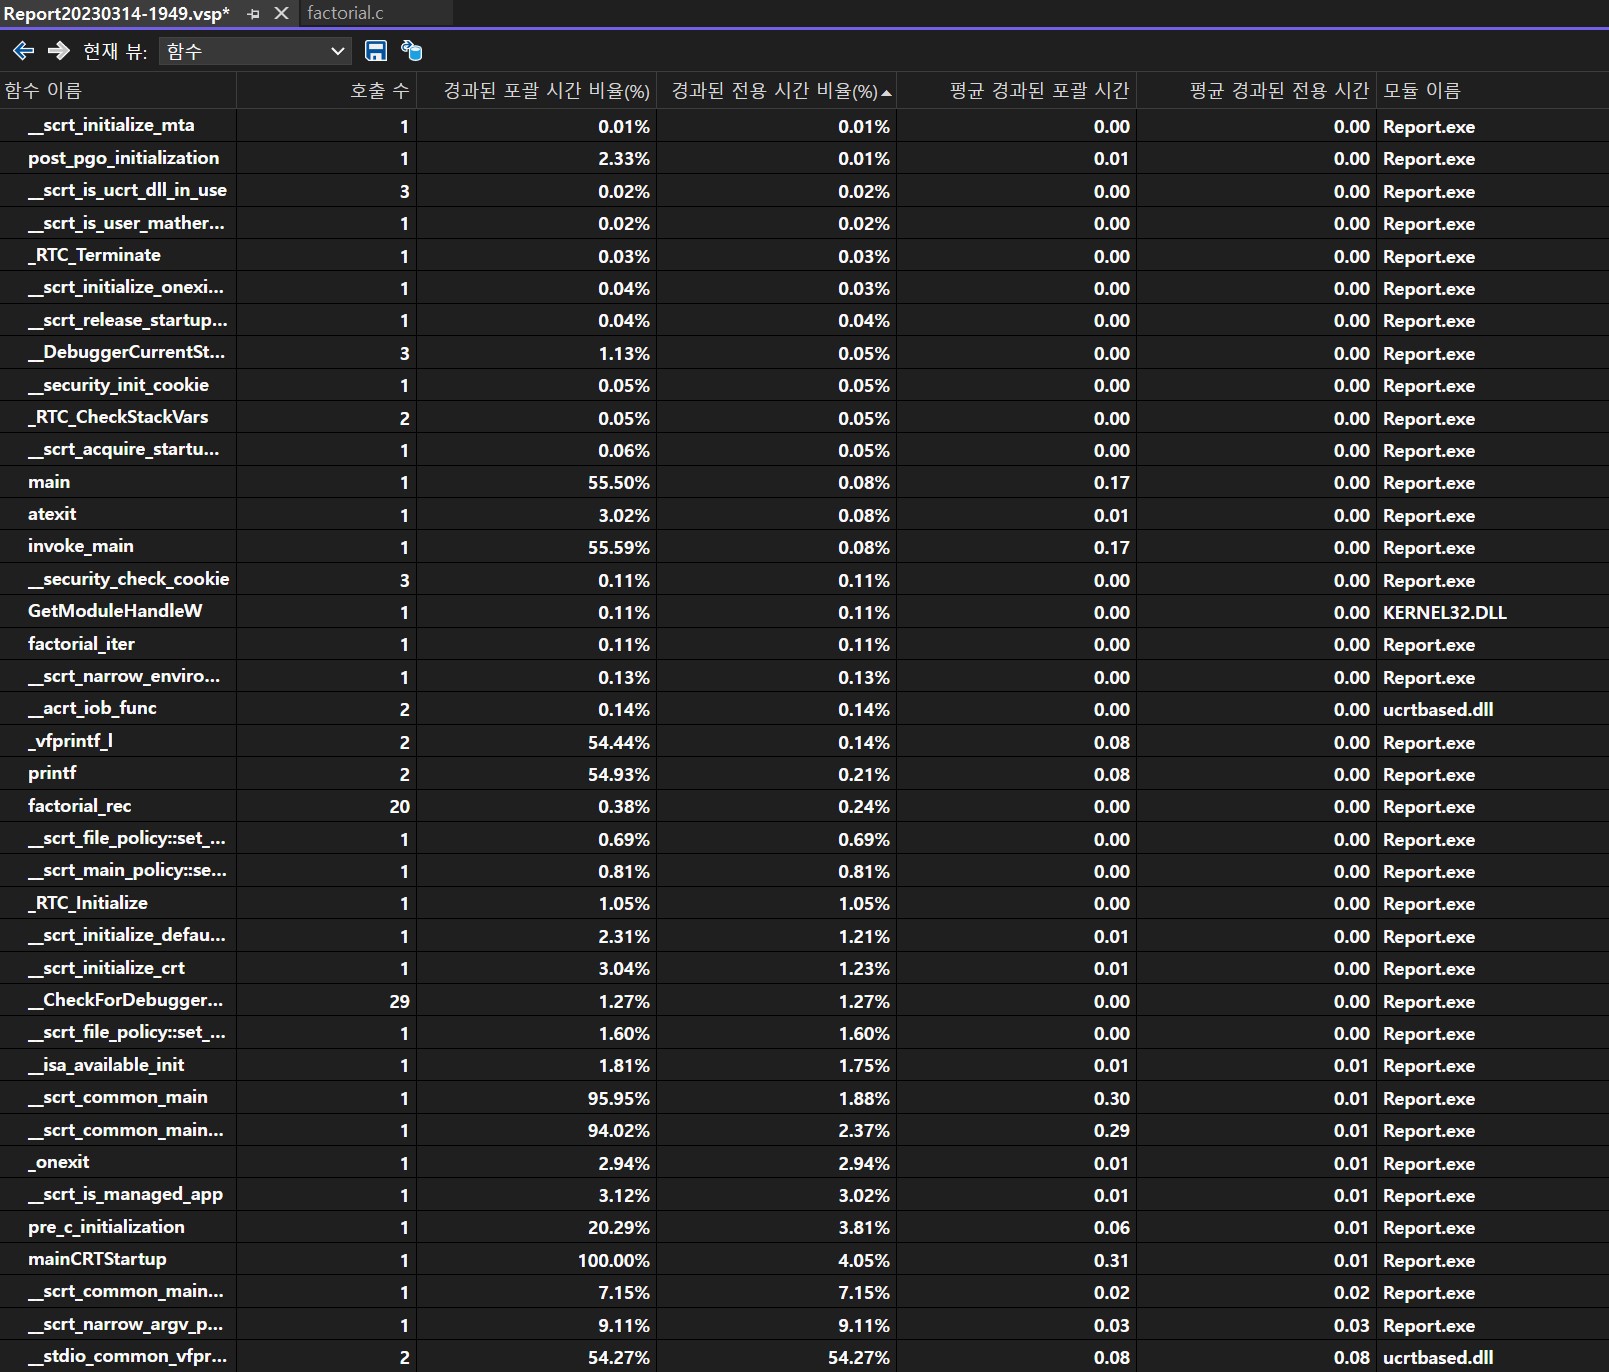 Report20230314-1949.vsp* factorial.c
현재 뷰: 함수
함수 이름 호출 수 경과된 포괄 시간 비율(%) 경과된 전용 시간 비율(%) 평균 경과된 포괄 시간 평균 경과된 전용 시간 모듈 이름
__scrt_initialize_mta 1 0.01% 0.01% 0.00 0.00 Report.exe
post_pgo_initialization 1 2.33% 0.01% 0.01 0.00 Report.exe
__scrt_is_ucrt_dll_in_use 3 0.02% 0.02% 0.00 0.00 Report.exe
__scrt_is_user_mather... 1 0.02% 0.02% 0.00 0.00 Report.exe
_RTC_Terminate 1 0.03% 0.03% 0.00 0.00 Report.exe
__scrt_initialize_onexi... 1 0.04% 0.03% 0.00 0.00 Report.exe
__scrt_release_startup... 1 0.04% 0.04% 0.00 0.00 Report.exe
__DebuggerCurrentSt... 3 1.13% 0.05% 0.00 0.00 Report.exe
__security_init_cookie 1 0.05% 0.05% 0.00 0.00 Report.exe
_RTC_CheckStackVars 2 0.05% 0.05% 0.00 0.00 Report.exe
__scrt_acquire_startu... 1 0.06% 0.05% 0.00 0.00 Report.exe
main 1 55.50% 0.08% 0.17 0.00 Report.exe
atexit 1 3.02% 0.08% 0.01 0.00 Report.exe
invoke_main 1 55.59% 0.08% 0.17 0.00 Report.exe
__security_check_cookie 3 0.11% 0.11% 0.00 0.00 Report.exe
GetModuleHandleW 1 0.11% 0.11% 0.00 0.00 KERNEL32.DLL
factorial_iter 1 0.11% 0.11% 0.00 0.00 Report.exe
__scrt_narrow_enviro... 1 0.13% 0.13% 0.00 0.00 Report.exe
__acrt_iob_func 2 0.14% 0.14% 0.00 0.00 ucrtbased.dll
_vfprintf_l 2 54.44% 0.14% 0.08 0.00 Report.exe
printf 2 54.93% 0.21% 0.08 0.00 Report.exe
factorial_rec 20 0.38% 0.24% 0.00 0.00 Report.exe
__scrt_file_policy::set_... 1 0.69% 0.69% 0.00 0.00 Report.exe
__scrt_main_policy::se... 1 0.81% 0.81% 0.00 0.00 Report.exe
_RTC_Initialize 1 1.05% 1.05% 0.00 0.00 Report.exe
__scrt_initialize_defau... 1 2.31% 1.21% 0.01 0.00 Report.exe
__scrt_initialize_crt 1 3.04% 1.23% 0.01 0.00 Report.exe
__CheckForDebugger... 29 1.27% 1.27% 0.00 0.00 Report.exe
__scrt_file_policy::set_... 1 1.60% 1.60% 0.00 0.00 Report.exe
__isa_available_init 1 1.81% 1.75% 0.01 0.01 Report.exe
__scrt_common_main 1 95.95% 1.88% 0.30 0.01 Report.exe
__scrt_common_main... 1 94.02% 2.37% 0.29 0.01 Report.exe
_onexit 1 2.94% 2.94% 0.01 0.01 Report.exe
__scrt_is_managed_app 1 3.12% 3.02% 0.01 0.01 Report.exe
pre_c_initialization 1 20.29% 3.81% 0.06 0.01 Report.exe
mainCRTStartup 1 100.00% 4.05% 0.31 0.01 Report.exe
__scrt_common_main... 1 7.15% 7.15% 0.02 0.02 Report.exe
__scrt_narrow_argv_p... 1 9.11% 9.11% 0.03 0.03 Report.exe
__stdio_common_vfpr... 2 54.27% 54.27% 0.08 0.08 ucrtbased.dll